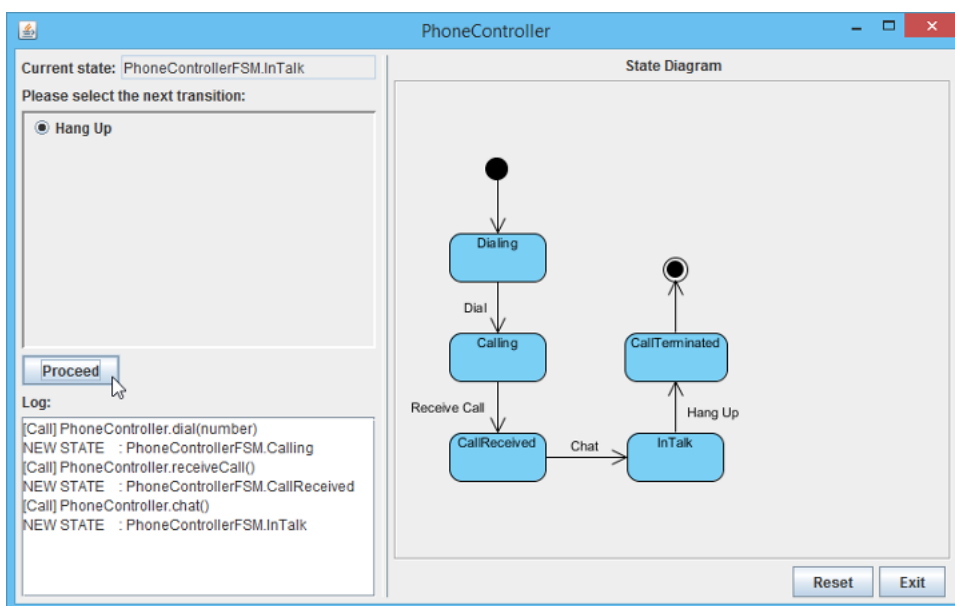 PhoneController
Current state: PhoneControllerFSM.InTalk
Please select the next transition:
Hang Up
Proceed
Log:
[Call] PhoneController.dial(number)
NEW STATE : PhoneControllerFSM.Calling
[Call] PhoneController.receiveCall()
NEW STATE : PhoneControllerFSM.CallReceived
[Call] PhoneController.chat()
NEW STATE : PhoneControllerFSM.InTalk
State Diagram
Dialing
Dial
Calling
Receive Call
CallReceived
Chat
InTalk
Hang Up
CallTerminated
Reset
Exit